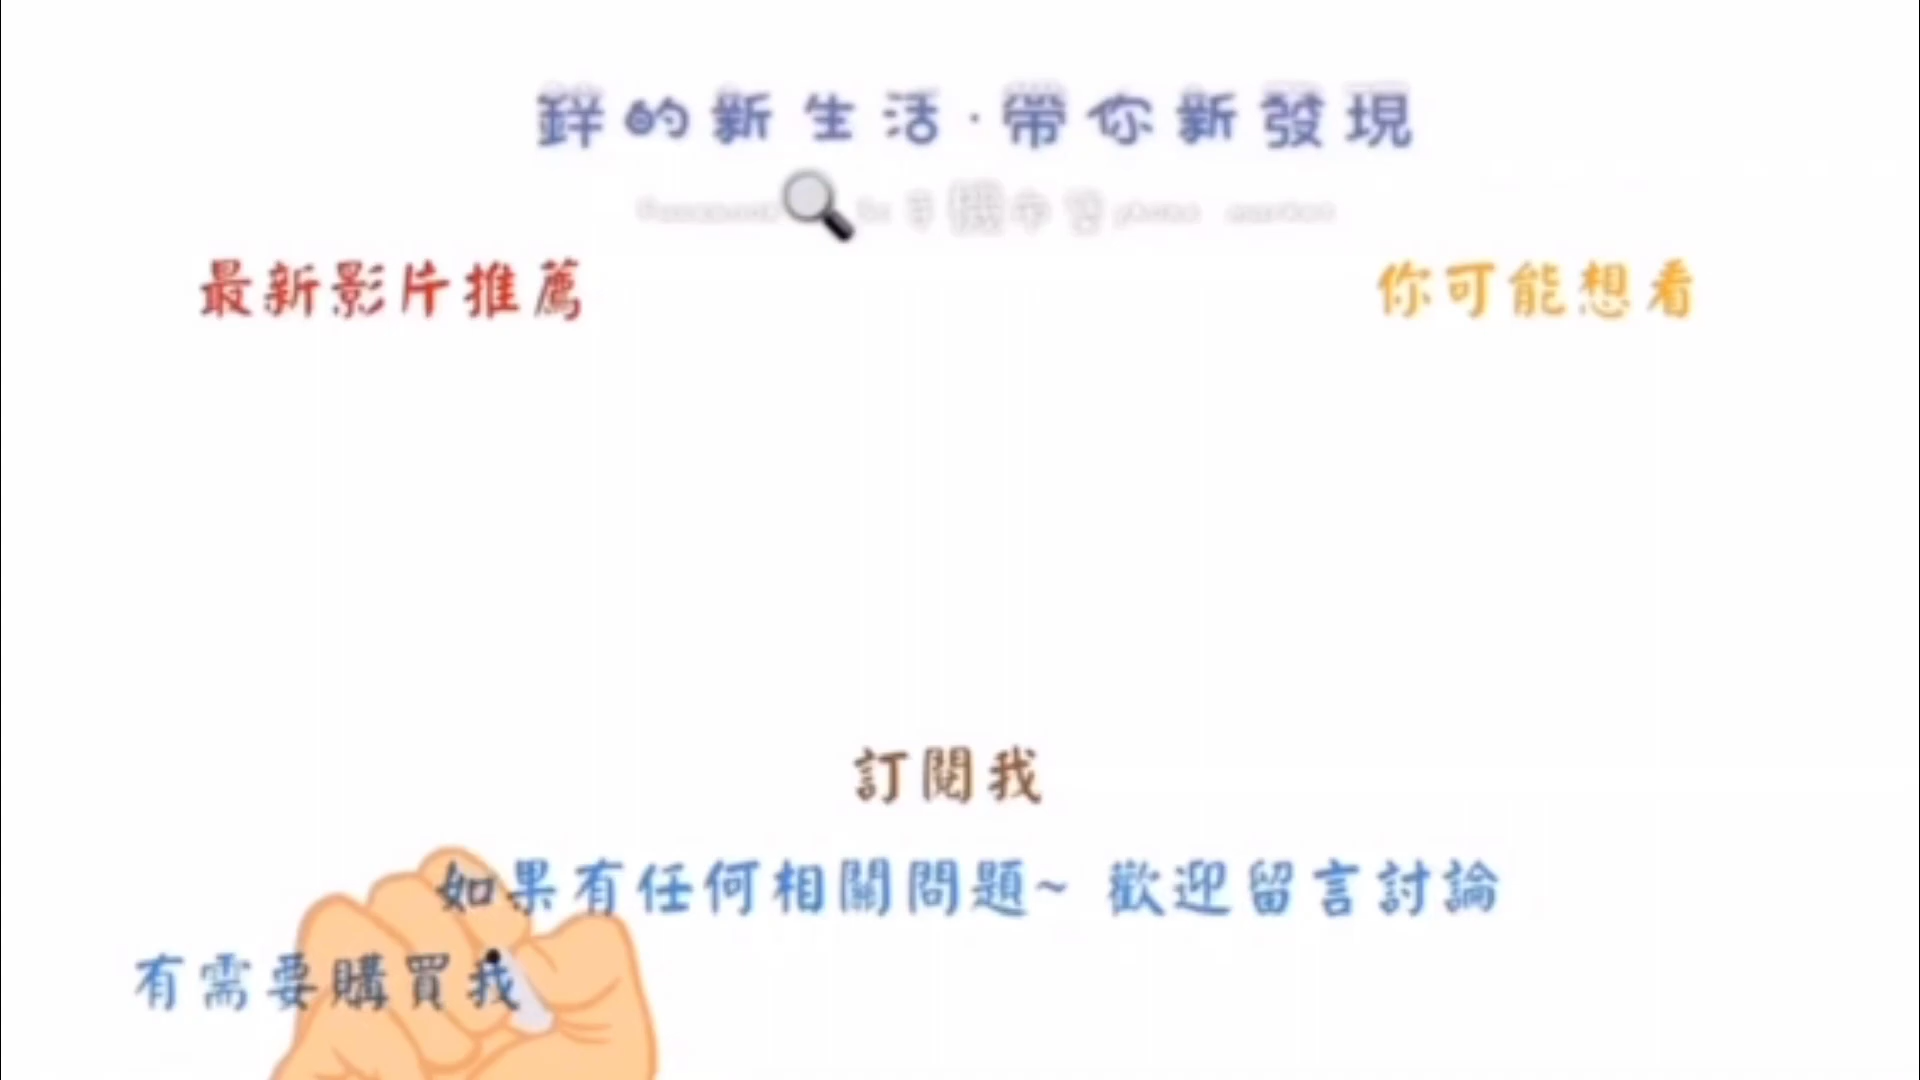 鋅的新生活·帶你新發現
最新影片推薦
你可能想看
訂閱我
如果有任何相關問題~ 歡迎留言討論
有需要購買我